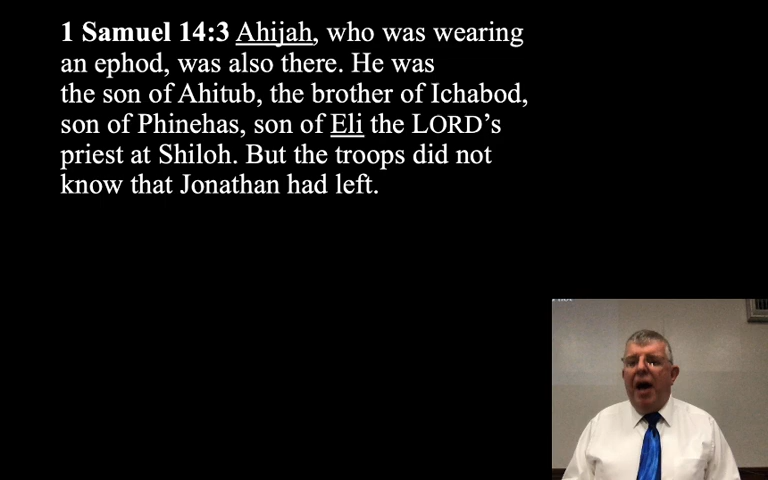 1 Samuel 14:3 Ahijah, who was wearing
an ephod, was also there. He was
the son of Ahitub, the brother of Ichabod,
son of Phinehas, son of Eli the LORD’s
priest at Shiloh. But the troops did not
know that Jonathan had left.